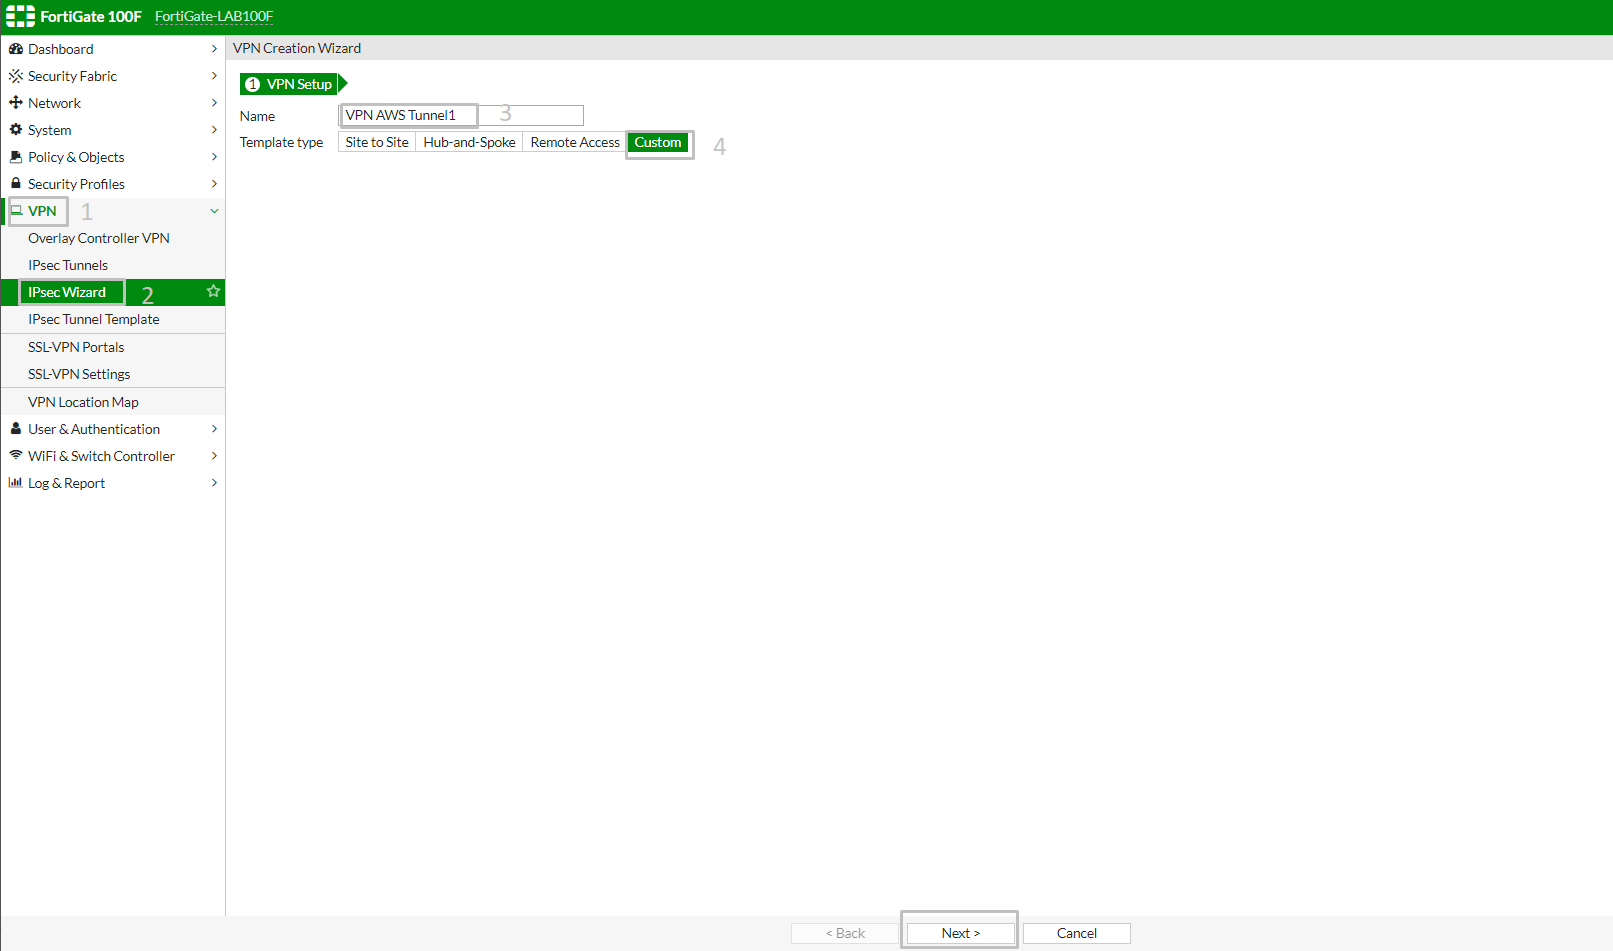 FortiGate 100F FortiGate-LAB100F
Dashboard
Security Fabric
Network
System
Policy & Objects
Security Profiles
VPN 1
Overlay Controller VPN
IPsec Tunnels
IPsec Wizard 2
IPsec Tunnel Template
SSL-VPN Portals
SSL-VPN Settings
VPN Location Map
User & Authentication
WiFi & Switch Controller
Log & Report
VPN Creation Wizard
1 VPN Setup
Name VPN AWS Tunnel1 3
Template type Site to Site Hub-and-Spoke Remote Access Custom 4
< Back Next > Cancel